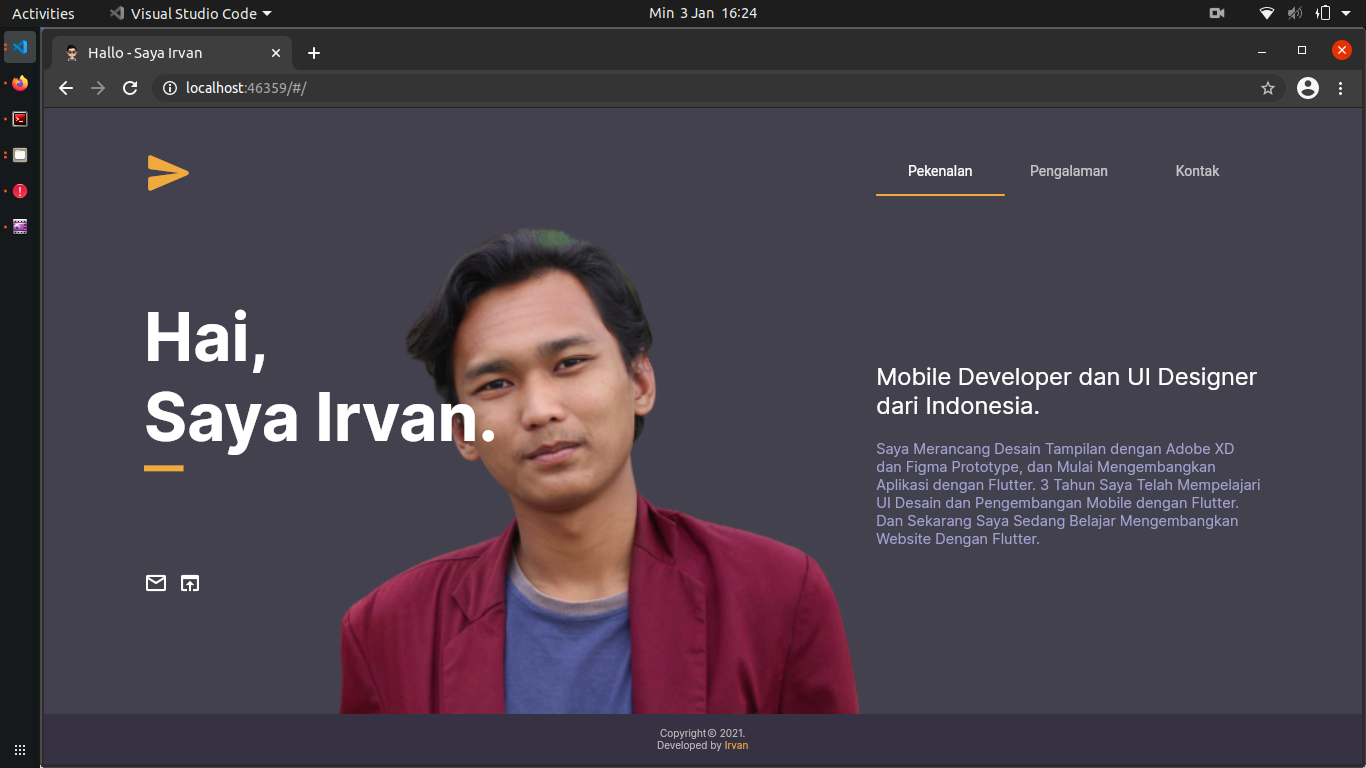 Activities
Visual Studio Code
Min 3 Jan 16:24
Hallo - Saya Irvan
localhost:46359/#/
Pekenalan
Pengalaman
Kontak
Hai,
Saya Irvan.
Mobile Developer dan UI Designer
dari Indonesia.
Saya Merancang Desain Tampilan dengan Adobe XD
dan Figma Prototype, dan Mulai Mengembangkan
Aplikasi dengan Flutter. 3 Tahun Saya Telah Mempelajari
UI Desain dan Pengembangan Mobile dengan Flutter.
Dan Sekarang Saya Sedang Belajar Mengembangkan
Website Dengan Flutter.
Copyright© 2021.
Developed by Irvan